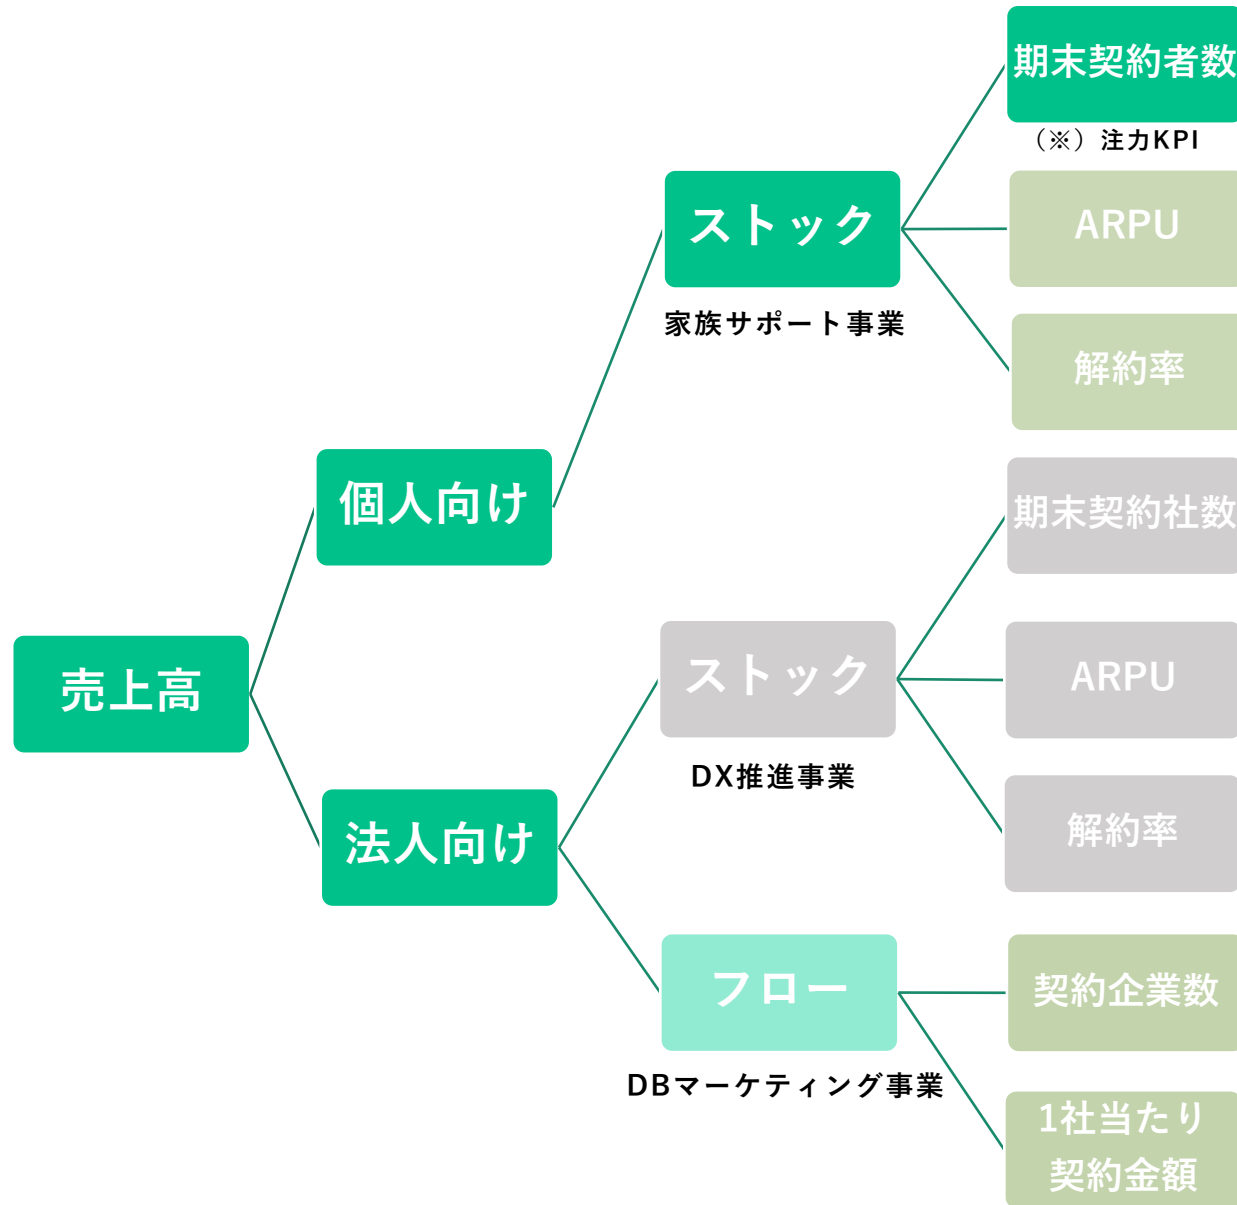 期末契約者数
（※）注力KPI
ストック
ARPU
家族サポート事業
解約率
個人向け
期末契約社数
売上高
ストック
ARPU
DX推進事業
法人向け
解約率
フロー
契約企業数
DBマーケティング事業
1社当たり
契約金額